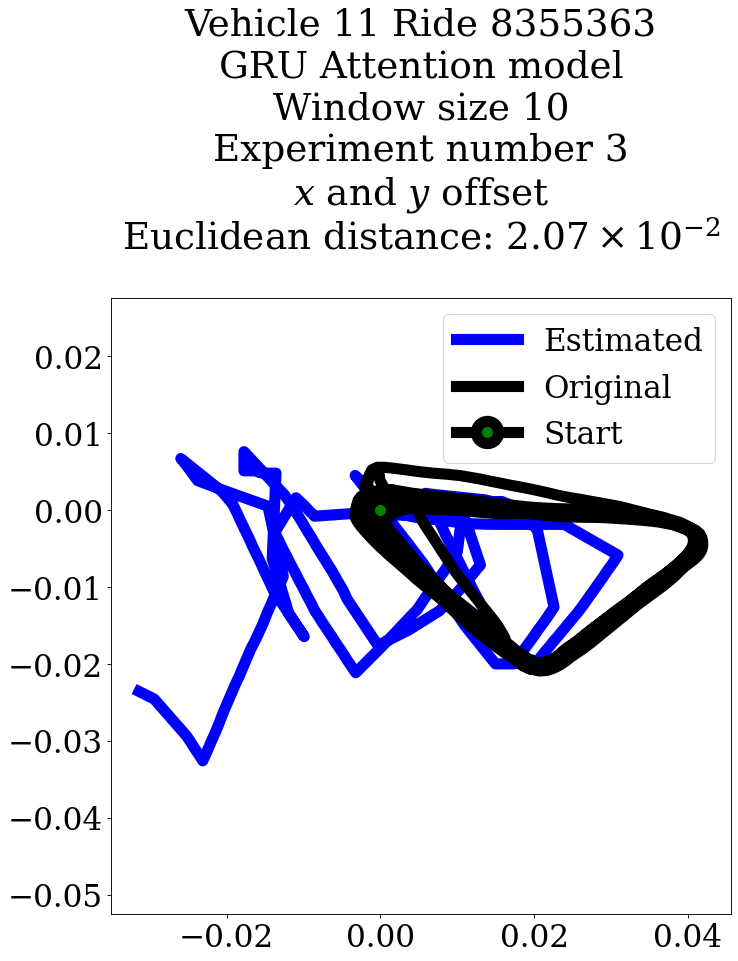 Vehicle 11 Ride 8355363
GRU Attention model
Window size 10
Experiment number 3
x and y offset
Euclidean distance: 2.07 × 10⁻²
Estimated
Original
Start
0.02
0.01
0.00
−0.01
−0.02
−0.03
−0.04
−0.05
−0.02 0.00 0.02 0.04